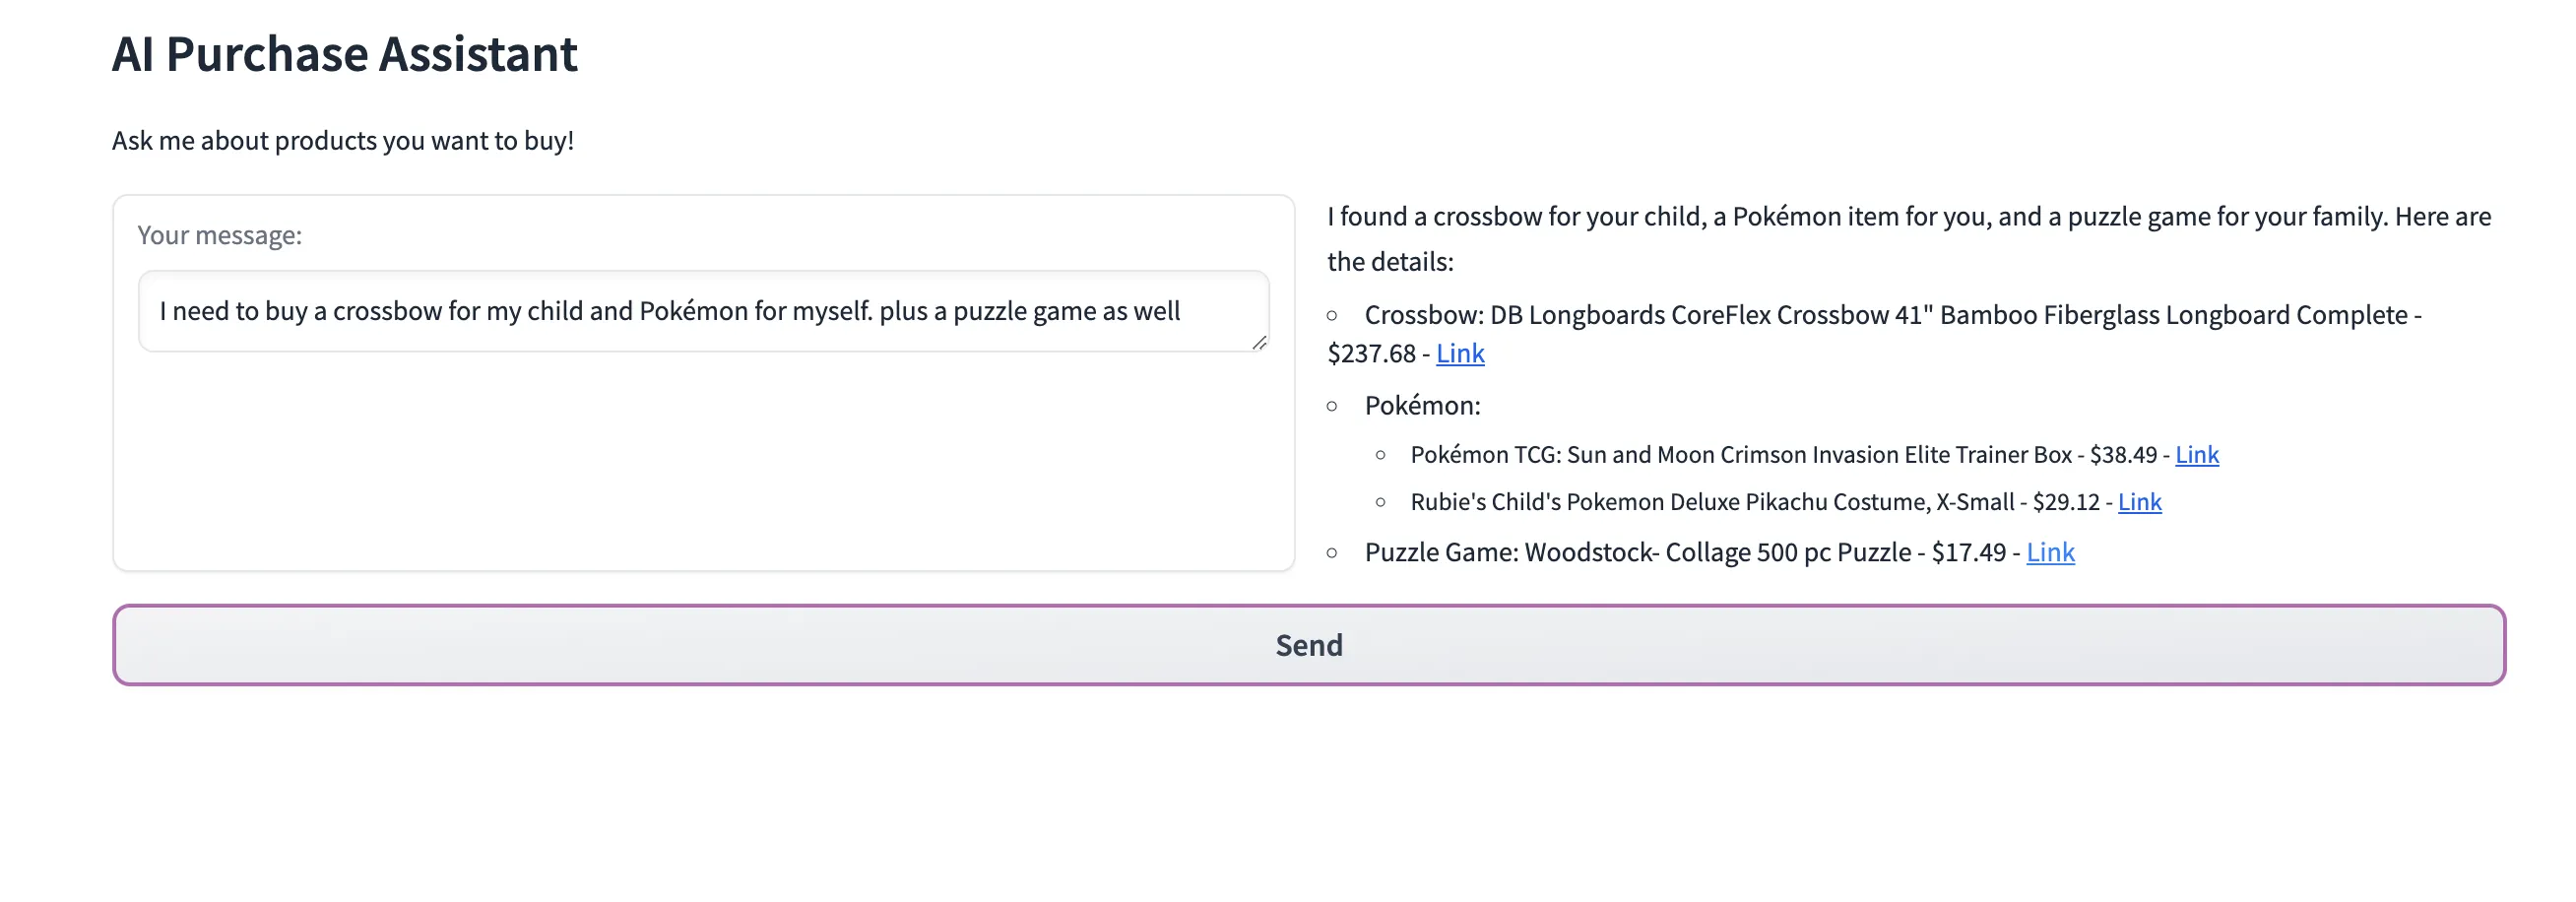 AI Purchase Assistant
Ask me about products you want to buy!
Your message:
I need to buy a crossbow for my child and Pokémon for myself. plus a puzzle game as well
I found a crossbow for your child, a Pokémon item for you, and a puzzle game for your family. Here are
the details:
Crossbow: DB Longboards CoreFlex Crossbow 41" Bamboo Fiberglass Longboard Complete -
$237.68 - Link
Pokémon:
Pokémon TCG: Sun and Moon Crimson Invasion Elite Trainer Box - $38.49 - Link
Rubie's Child's Pokemon Deluxe Pikachu Costume, X-Small - $29.12 - Link
Puzzle Game: Woodstock- Collage 500 pc Puzzle - $17.49 - Link
Send